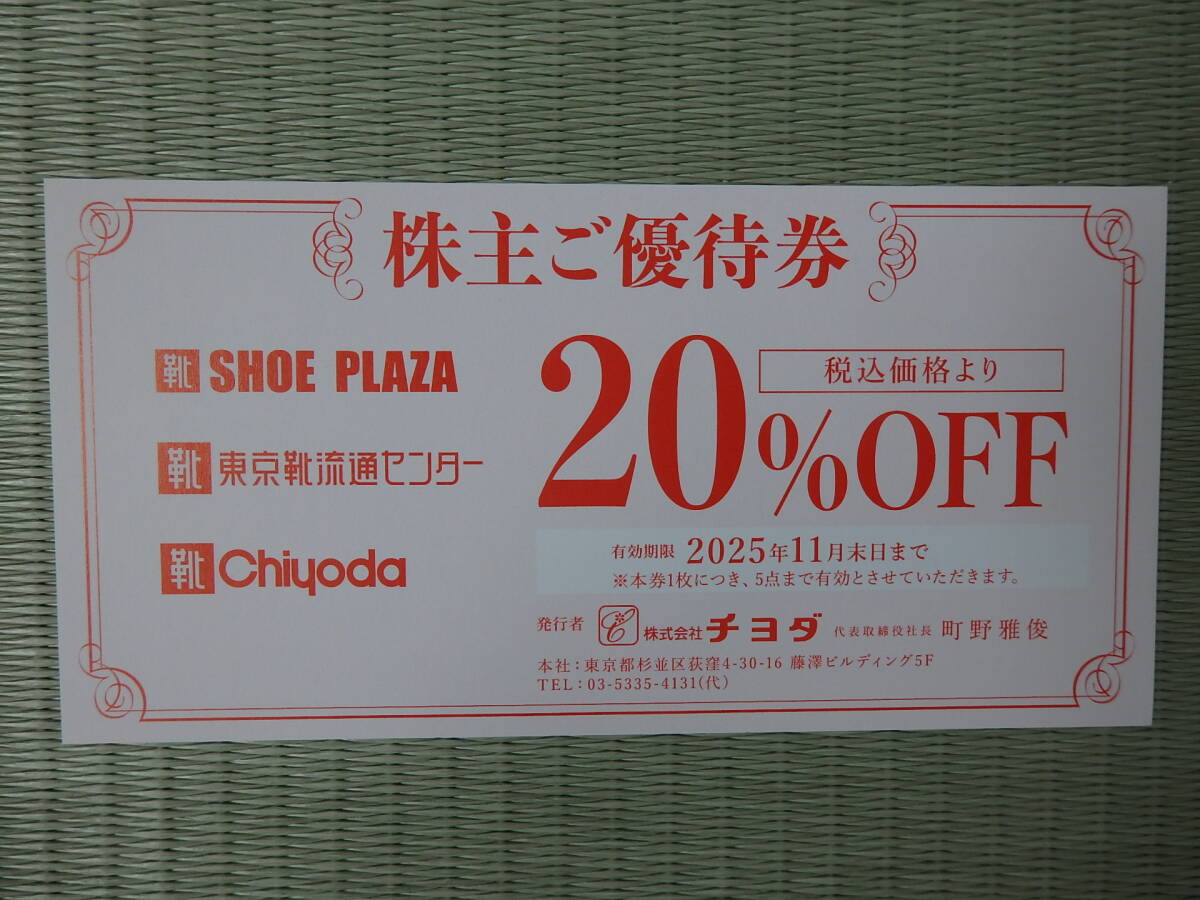 株主ご優待券
靴 SHOE PLAZA
靴 東京靴流通センター
靴 Chiyoda
税込価格より
20%OFF
有効期限 2025年11月末日まで
※本券1枚につき、5点まで有効とさせていただきます。
発行者 株式会社チヨダ 代表取締役社長 町野雅俊
本社：東京都杉並区荻窪4-30-16 藤澤ビルディング5F
TEL：03-5335-4131(代)